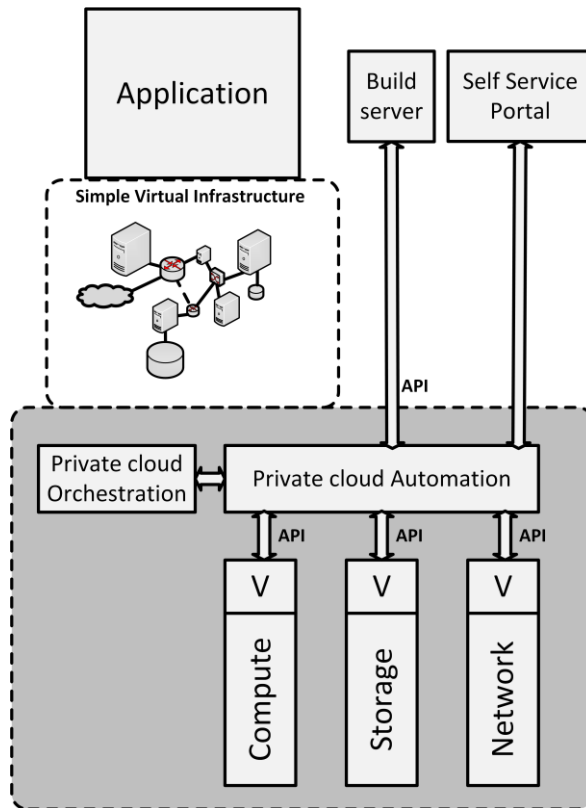 Application
Build
server
Self Service
Portal
Simple Virtual Infrastructure
API
Private cloud
Orchestration
Private cloud Automation
API
API
API
V
V
V
Compute
Storage
Network